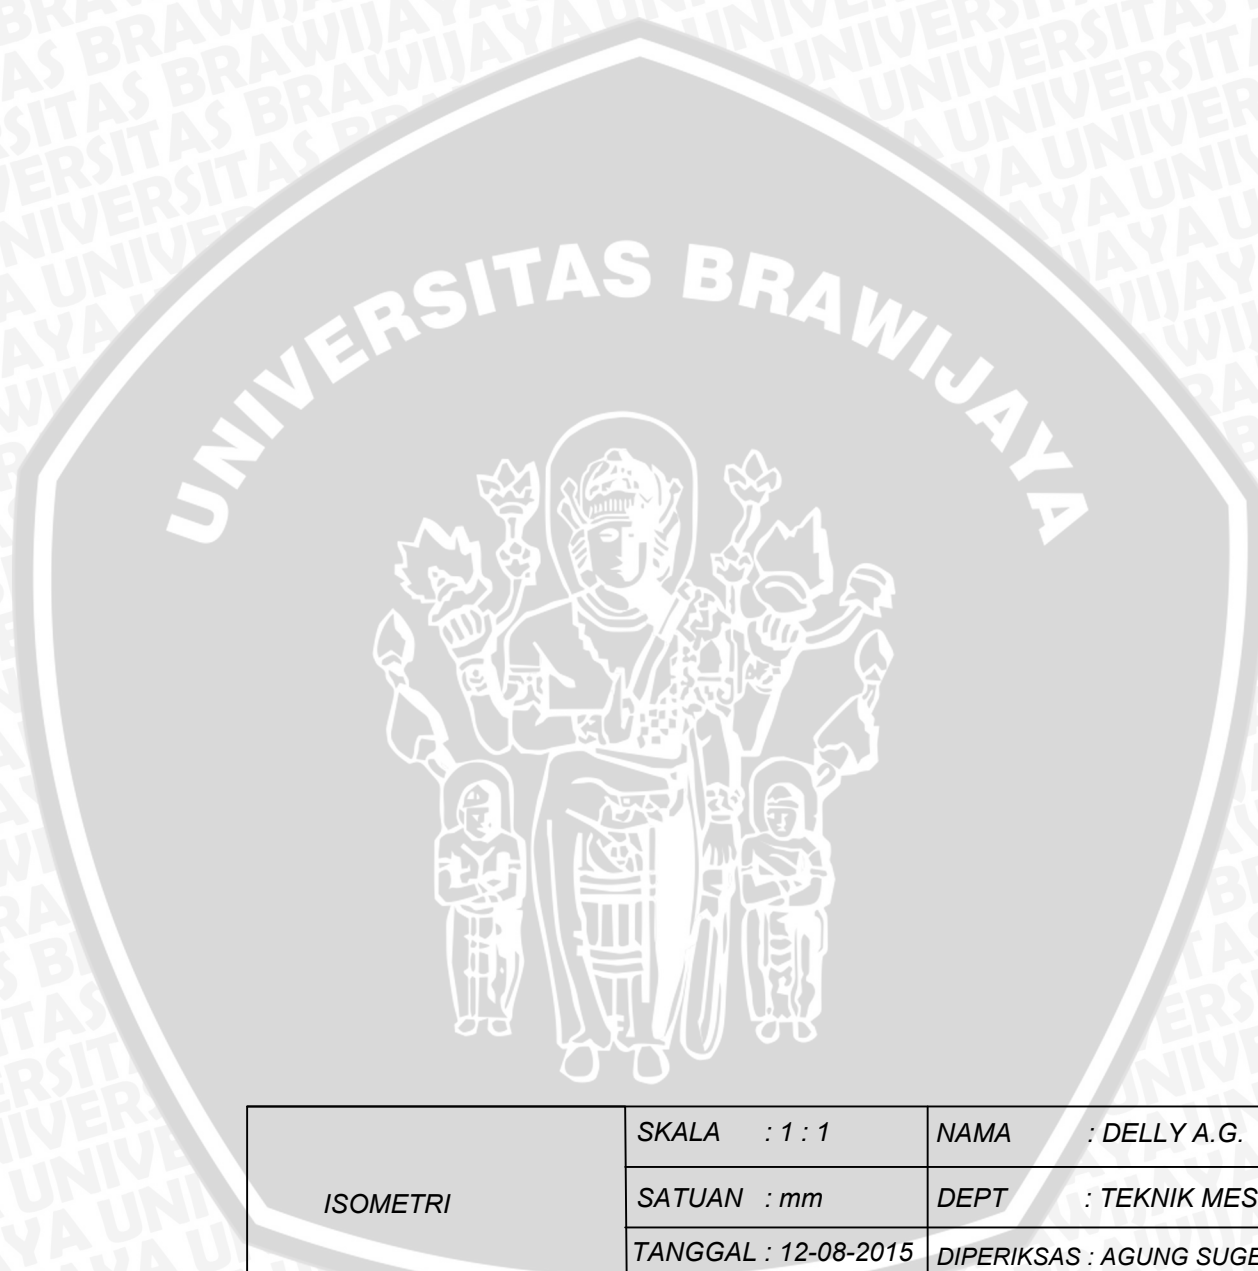 UNIVERSITAS BRAWIJAYA
SKALA : 1 : 1
NAMA : DELLY A.G.
ISOMETRI
SATUAN : mm
DEPT : TEKNIK MES
TANGGAL : 12-08-2015
DIPERIKSAS : AGUNG SUGE